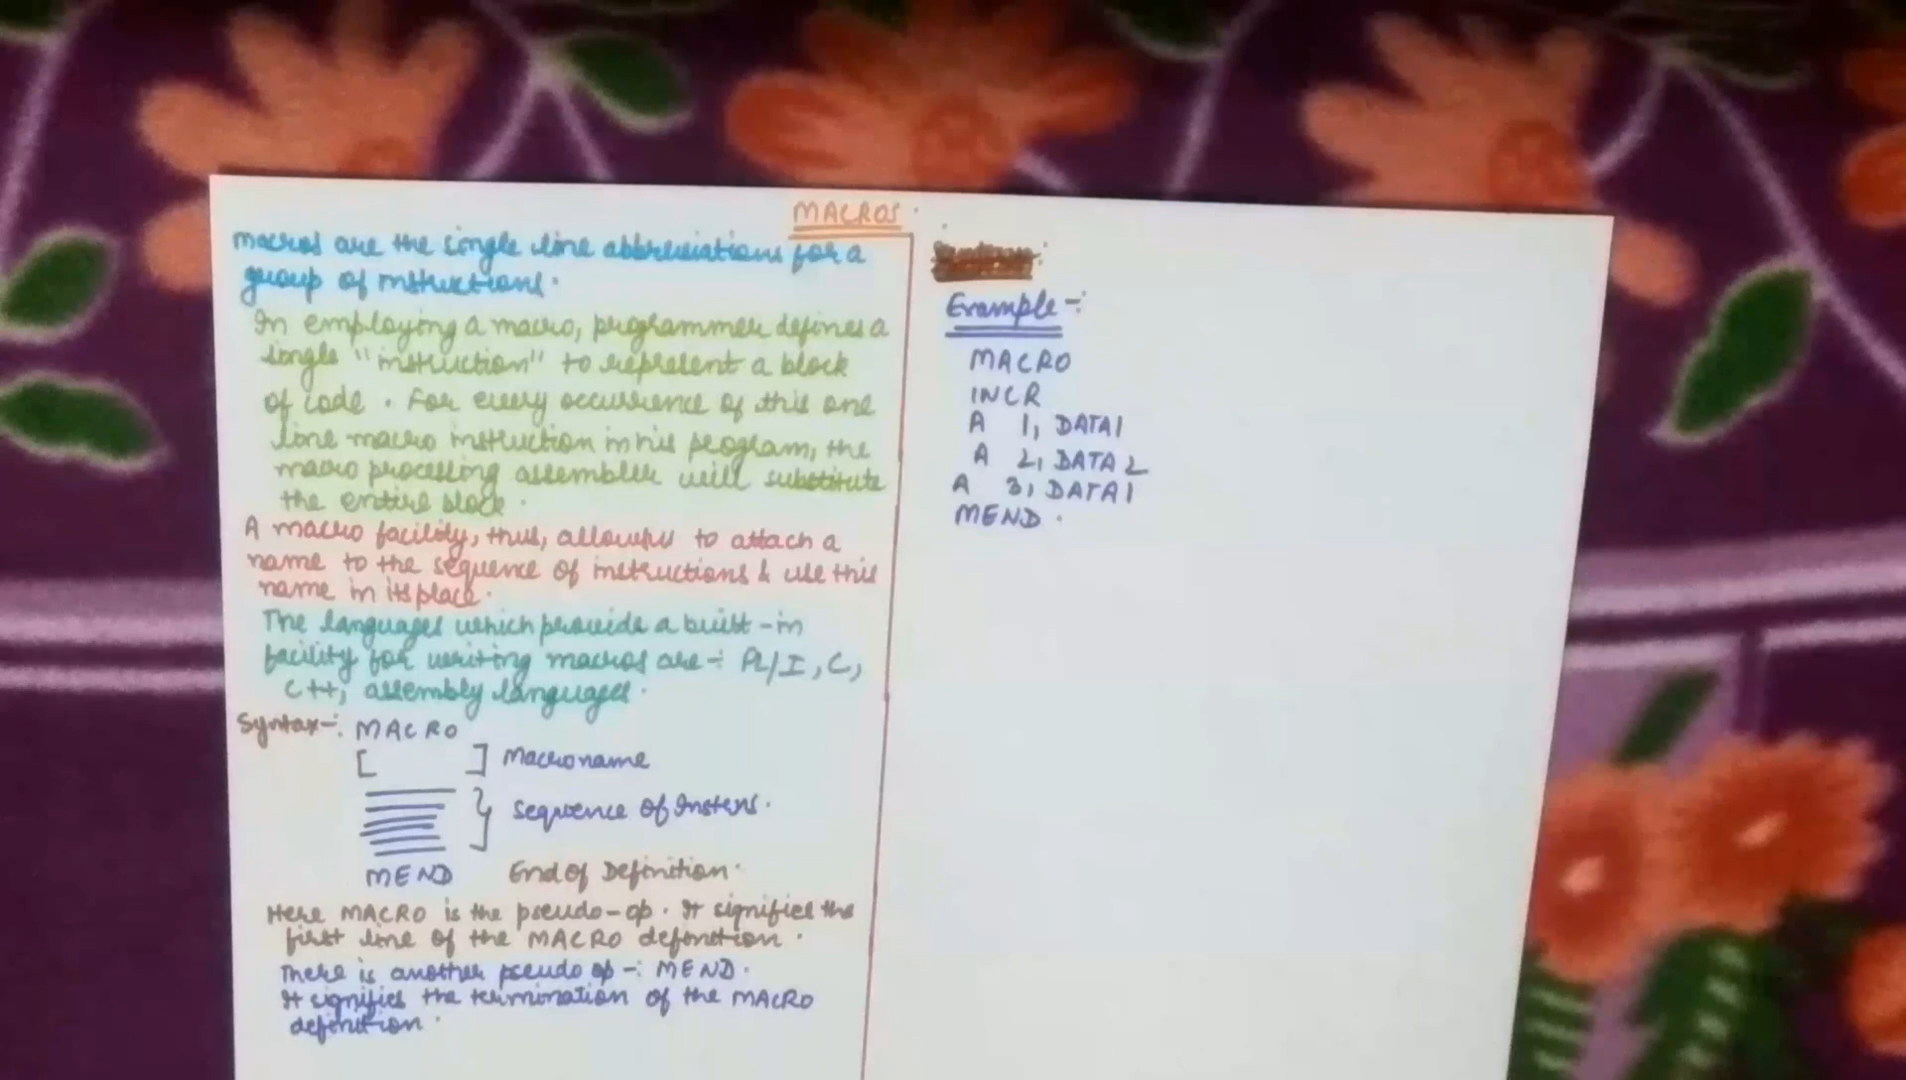 MACROS.
Macros are the single line abbreviations for a
group of instructions.
In employing a macro, programmer defines a
single "instruction" to represent a block
of code. For every occurrence of this one
line macro instruction in his program, the
macro processing assembler will substitute
the entire block.
A macro facility, thus, allows to attach a
name to the sequence of instructions & use this
name in its place.
The languages which provide a built-in
facility for writing macros are-: PL/I, C,
C++, assembly languages.
Syntax-: MACRO
[ ] Macroname
} Sequence of Instrns.
MEND End of Definition.
Here MACRO is the pseudo-op. It signifies the
first line of the MACRO definition.
There is another pseudo op-: MEND.
It signifies the termination of the MACRO
definition.
Example-:
MACRO
INCR
A 1, DATA1
A 2, DATA2
A 3, DATA1
MEND.